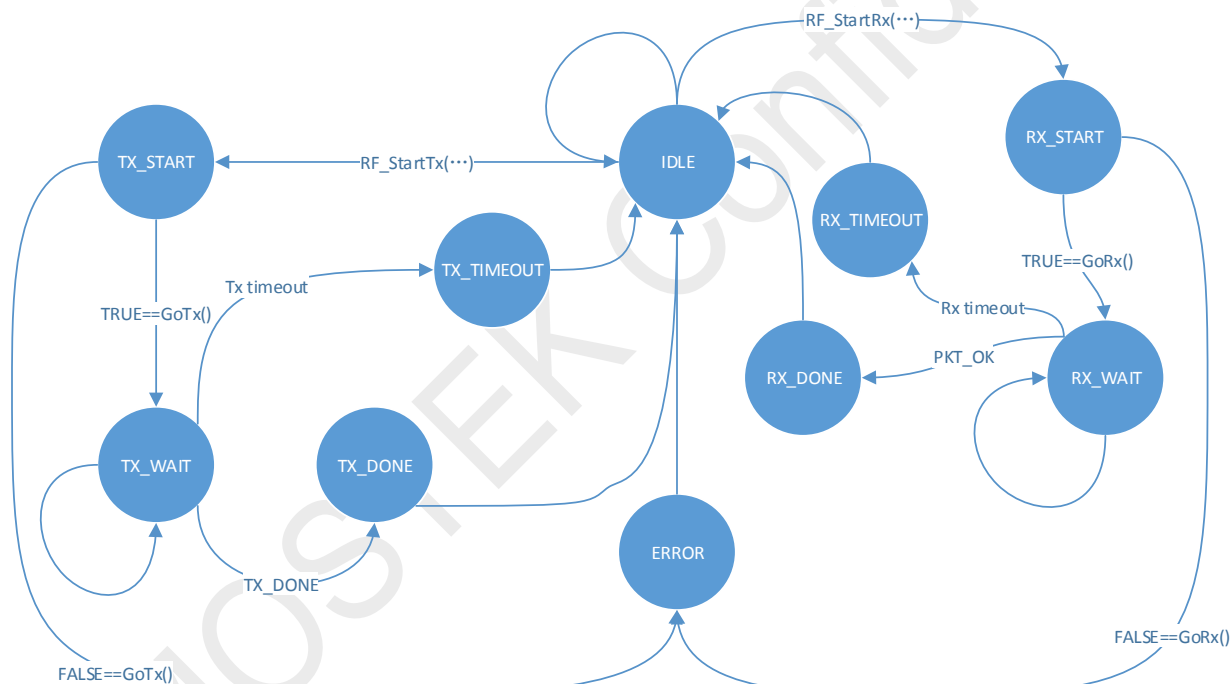 RF_StartRx(···)
RX_START
TX_START
RF_StartTx(···)
IDLE
RX_TIMEOUT
TX_TIMEOUT
TRUE==GoRx()
Tx timeout
TRUE==GoTx()
Rx timeout
PKT_OK
RX_DONE
RX_WAIT
TX_WAIT
TX_DONE
ERROR
TX_DONE
FALSE==GoRx()
FALSE==GoTx()